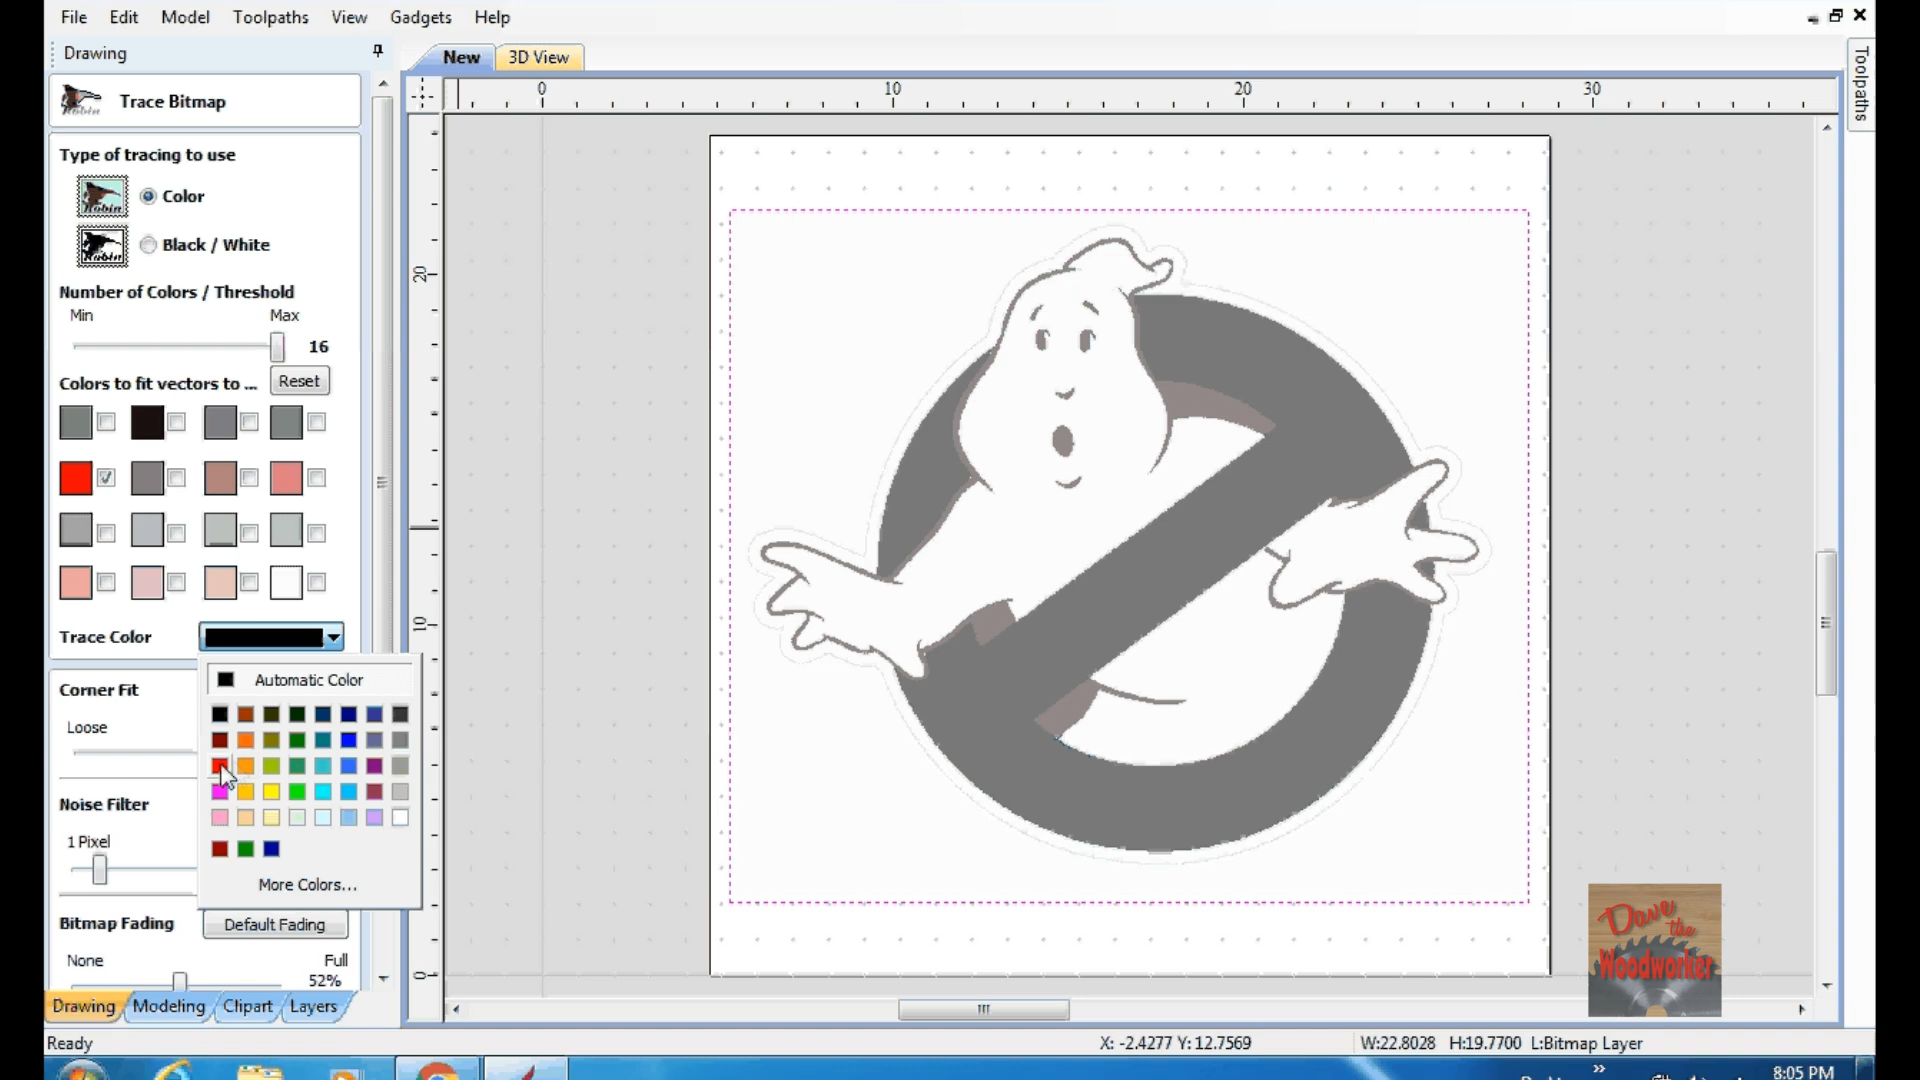 File Edit Model Toolpaths View Gadgets Help
Drawing
New 3D View
Toolpaths
Trace Bitmap
0 10 20 30
Type of tracing to use
Color
Black / White
Number of Colors / Threshold
Min Max
16
Colors to fit vectors to ... Reset
Trace Color
Automatic Color
More Colors...
Corner Fit
Loose
Noise Filter
1 Pixel
Bitmap Fading Default Fading
None Full
52%
20
10
0
Drawing Modeling Clipart Layers
Dave
the
Woodworker
Ready X: -2.4277 Y: 12.7569 W:22.8028 H:19.7700 L:Bitmap Layer
8:05 PM